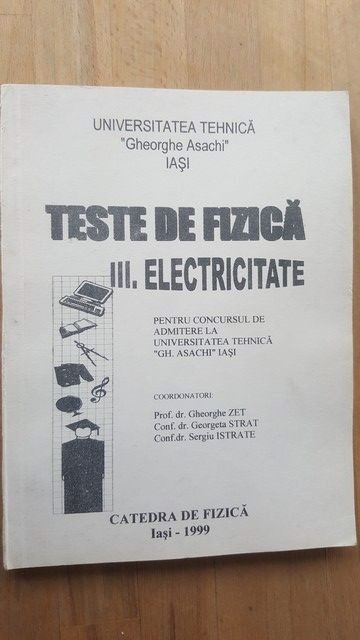 UNIVERSITATEA TEHNICĂ
"Gheorghe Asachi"
IAŞI
TESTE DE FIZICĂ
III. ELECTRICITATE
PENTRU CONCURSUL DE
ADMITERE LA
UNIVERSITATEA TEHNICĂ
"GH. ASACHI" IAŞI
COORDONATORI:
Prof. dr. Gheorghe ZET
Conf. dr. Georgeta STRAT
Conf.dr. Sergiu ISTRATE
CATEDRA DE FIZICĂ
Iaşi - 1999